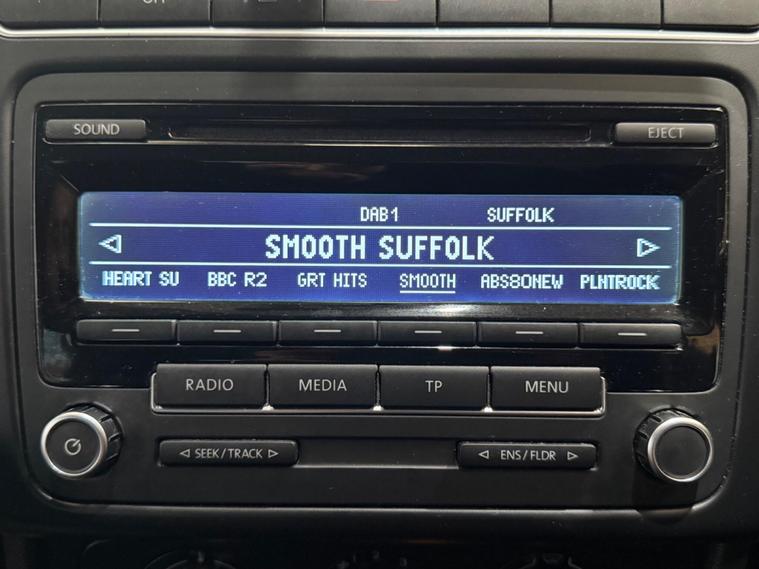 SOUND EJECT
DAB1 SUFFOLK
SMOOTH SUFFOLK
HEART SU BBC R2 GRT HITS SMOOTH ABS80NEW PLNTROCK
RADIO MEDIA TP MENU
SEEK / TRACK ENS / FLDR